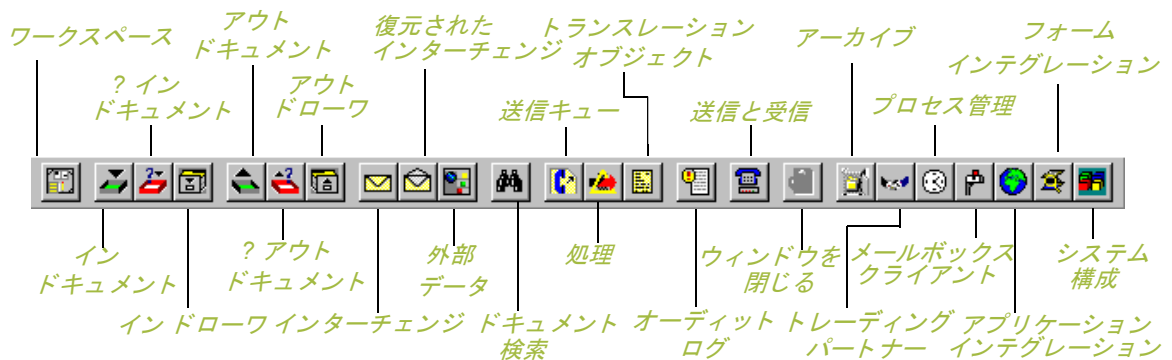 ワークスペース
アウト
ドキュメント
復元された
インターチェンジ
トランスレーション
オブジェクト
アーカイブ
フォーム
インテグレーション
? イン
ドキュメント
アウト
ドローワ
送信キュー
送信と受信
プロセス管理
イン
ドキュメント
? アウト
ドキュメント
外部
データ
処理
ウィンドウを
閉じる
メールボックス
クライアント
システム
構成
イン ドローワ
インターチェンジ
ドキュメント
検索
オーディット
ログ
トレーディング
パートナー
アプリケーション
インテグレーション